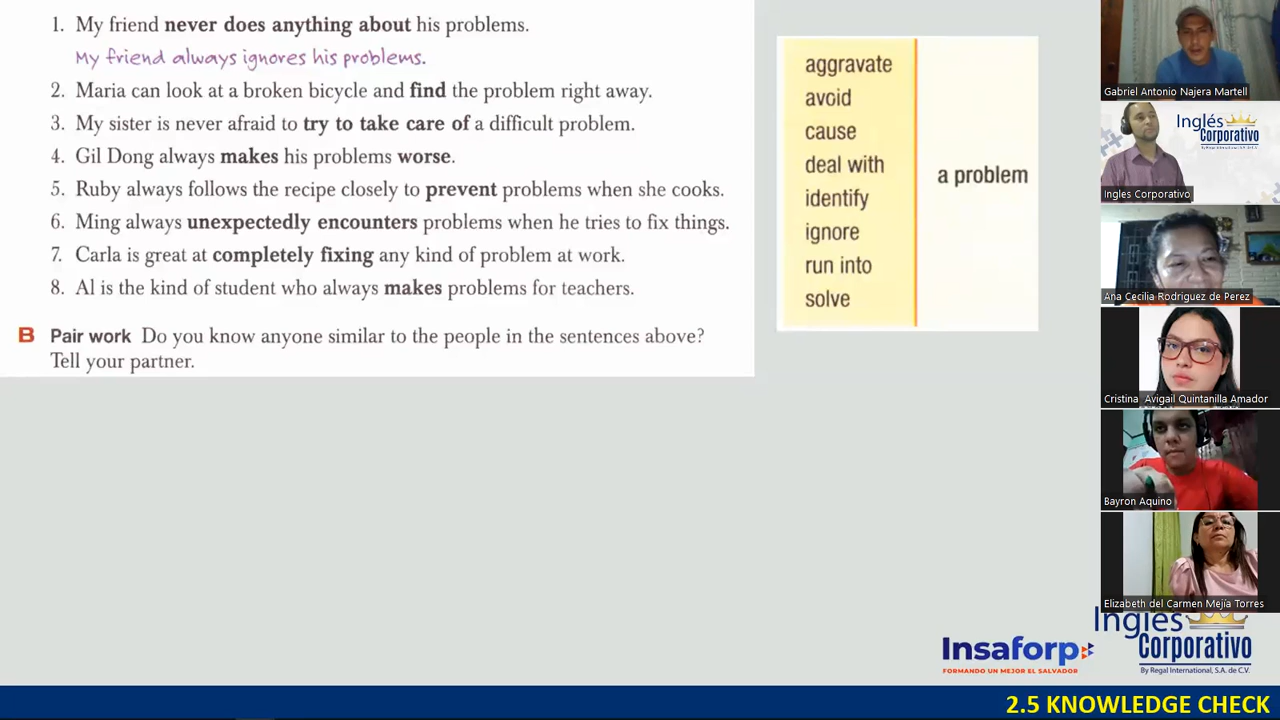 1. My friend never does anything about his problems.
My friend always ignores his problems.
2. Maria can look at a broken bicycle and find the problem right away.
3. My sister is never afraid to try to take care of a difficult problem.
4. Gil Dong always makes his problems worse.
5. Ruby always follows the recipe closely to prevent problems when she cooks.
6. Ming always unexpectedly encounters problems when he tries to fix things.
7. Carla is great at completely fixing any kind of problem at work.
8. Al is the kind of student who always makes problems for teachers.
B Pair work Do you know anyone similar to the people in the sentences above?
Tell your partner.
aggravate
avoid
cause
deal with
identify
ignore
run into
solve
a problem
Gabriel Antonio Najera Martell
Inglés
Corporativo
By Regal International, S.A. de C.V.
Ingles Corporativo
Ana Cecilia Rodriguez de Perez
Cristina Avigail Quintanilla Amador
Bayron Aquino
Elizabeth del Carmen Mejía Torres
Insaforp
FORMANDO UN MEJOR EL SALVADOR
Inglés
Corporativo
By Regal International, S.A. de C.V.
2.5 KNOWLEDGE CHECK